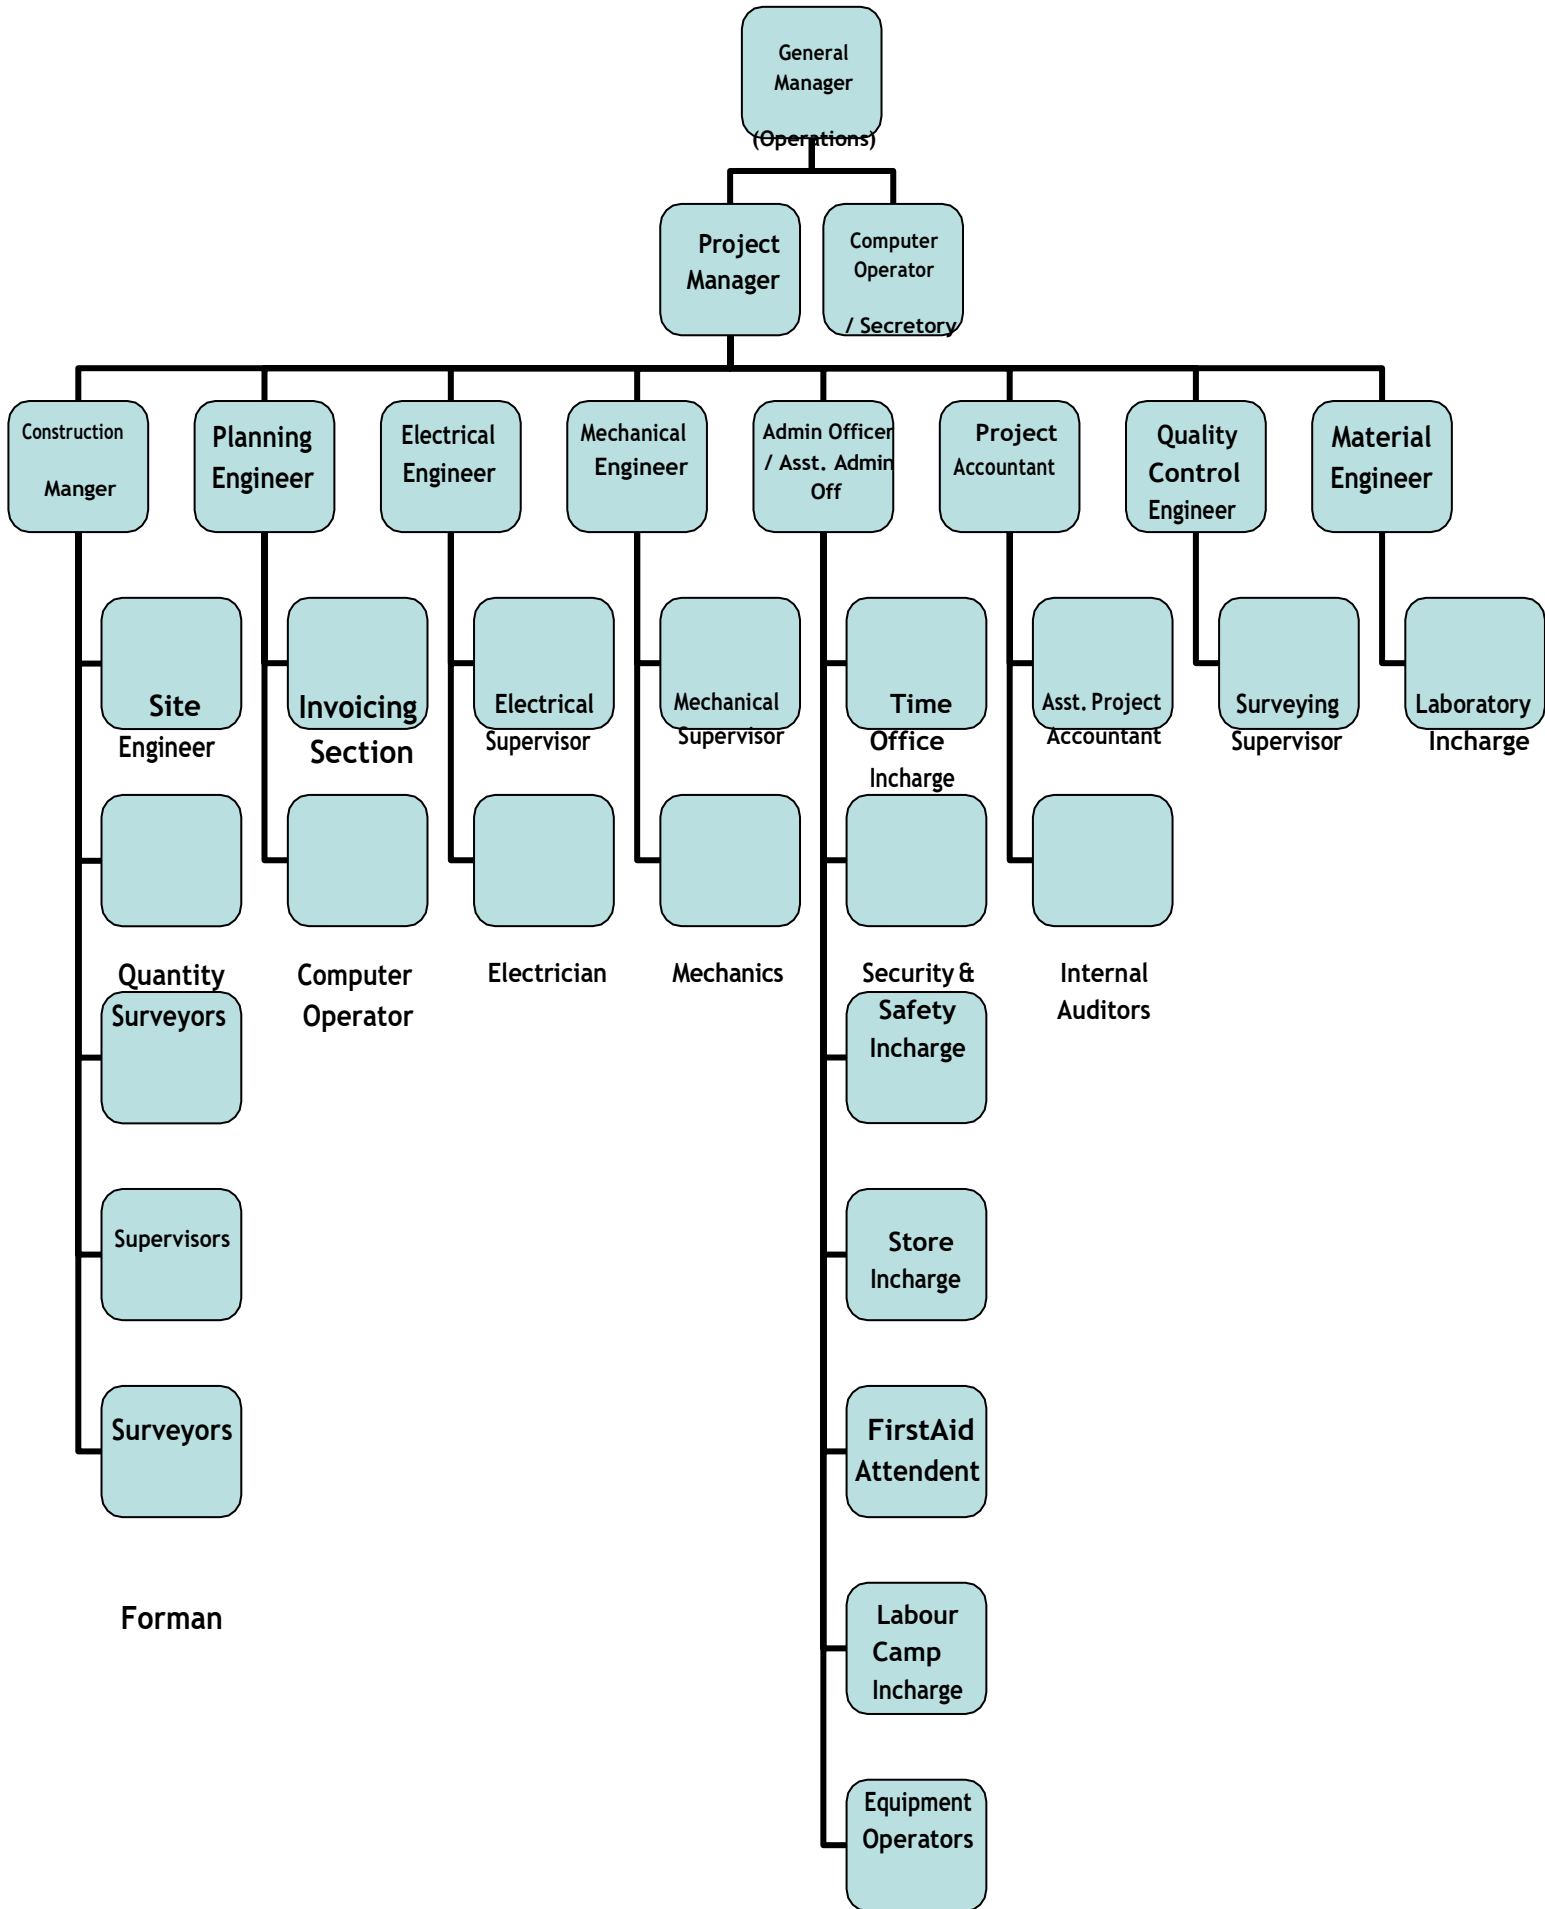 General
Manager
(Operations)
Project
Manager
Computer
Operator
/ Secretory
Construction
Manger
Planning
Engineer
Electrical
Engineer
Mechanical
Engineer
Admin Officer
/ Asst. Admin
Off
Project
Accountant
Quality
Control
Engineer
Material
Engineer
Site
Engineer
Invoicing
Section
Electrical
Supervisor
Mechanical
Supervisor
Time
Office
Incharge
Asst. Project
Accountant
Surveying
Supervisor
Laboratory
Incharge
Quantity
Surveyors
Computer
Operator
Electrician
Mechanics
Security &
Safety
Incharge
Internal
Auditors
Supervisors
Store
Incharge
Surveyors
FirstAid
Attendent
Forman
Labour
Camp
Incharge
Equipment
Operators